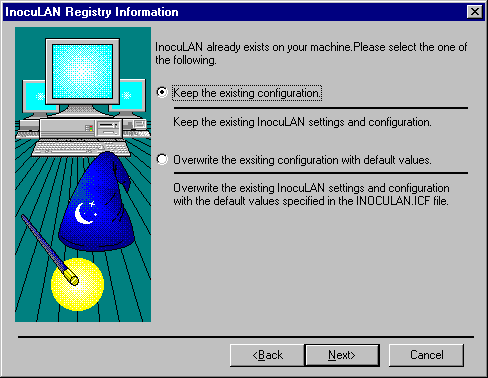 InocuLAN Registry Information
InocuLAN already exists on your machine.Please select the one of
the following.
Keep the existing configuration.
Keep the existing InocuLAN settings and configuration.
Overwrite the exsiting configuration with default values.
Overwrite the existing InocuLAN settings and configuration
with the default values specified in the INOCULAN.ICF file.
<Back
Next>
Cancel